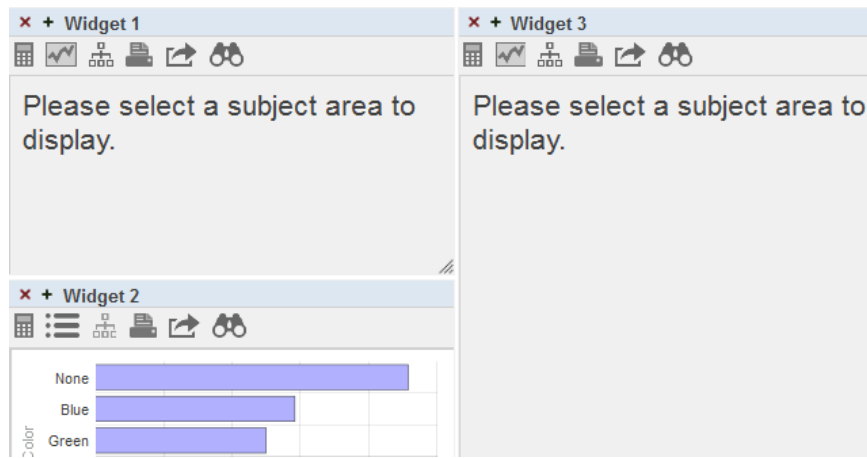 Widget 1
Please select a subject area to
display.
Widget 2
None
Blue
Green
Color
Widget 3
Please select a subject area to
display.